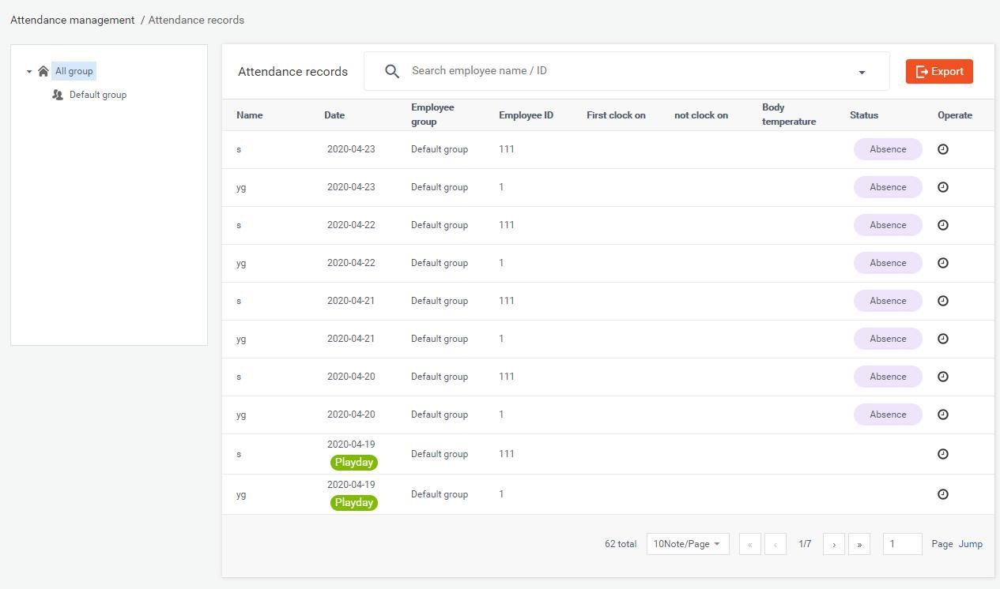 Attendance management / Attendance records
All group
Default group
Attendance records Search employee name / ID Export
Name Date Employee group Employee ID First clock on not clock on Body temperature Status Operate
s 2020-04-23 Default group 111 Absence
yg 2020-04-23 Default group 1 Absence
s 2020-04-22 Default group 111 Absence
yg 2020-04-22 Default group 1 Absence
s 2020-04-21 Default group 111 Absence
yg 2020-04-21 Default group 1 Absence
s 2020-04-20 Default group 111 Absence
yg 2020-04-20 Default group 1 Absence
s 2020-04-19 Playday Default group 111
yg 2020-04-19 Playday Default group 1
62 total 10Note/Page « ‹ 1/7 › » 1 Page Jump